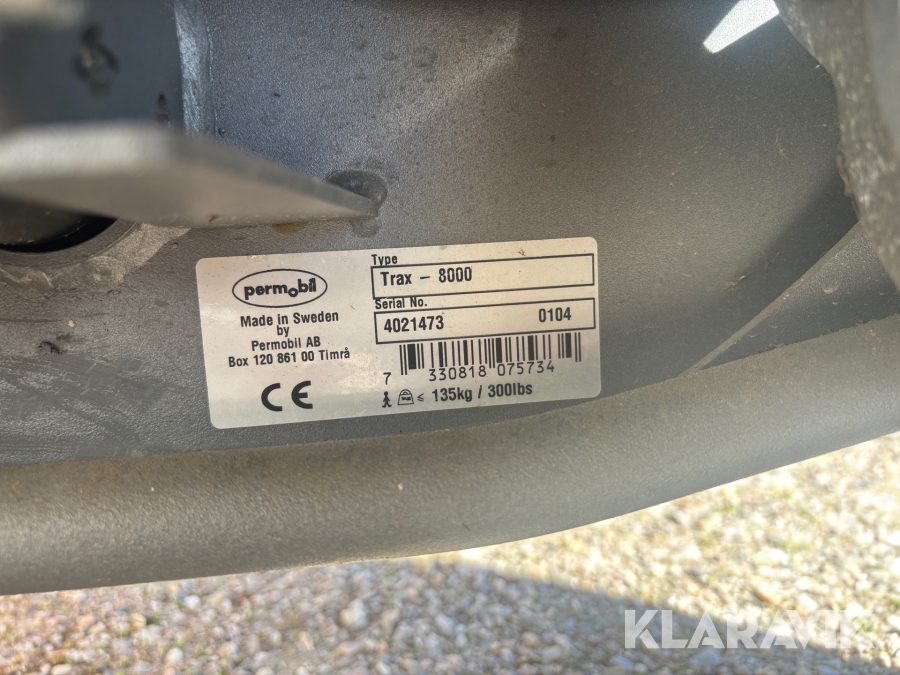 permobil
Made in Sweden
by
Permobil AB
Box 120 861 00 Timrå
CE
Type
Trax - 8000
Serial No.
4021473 0104
7 330818 075734
≤ 135kg / 300lbs
KLARAVIK